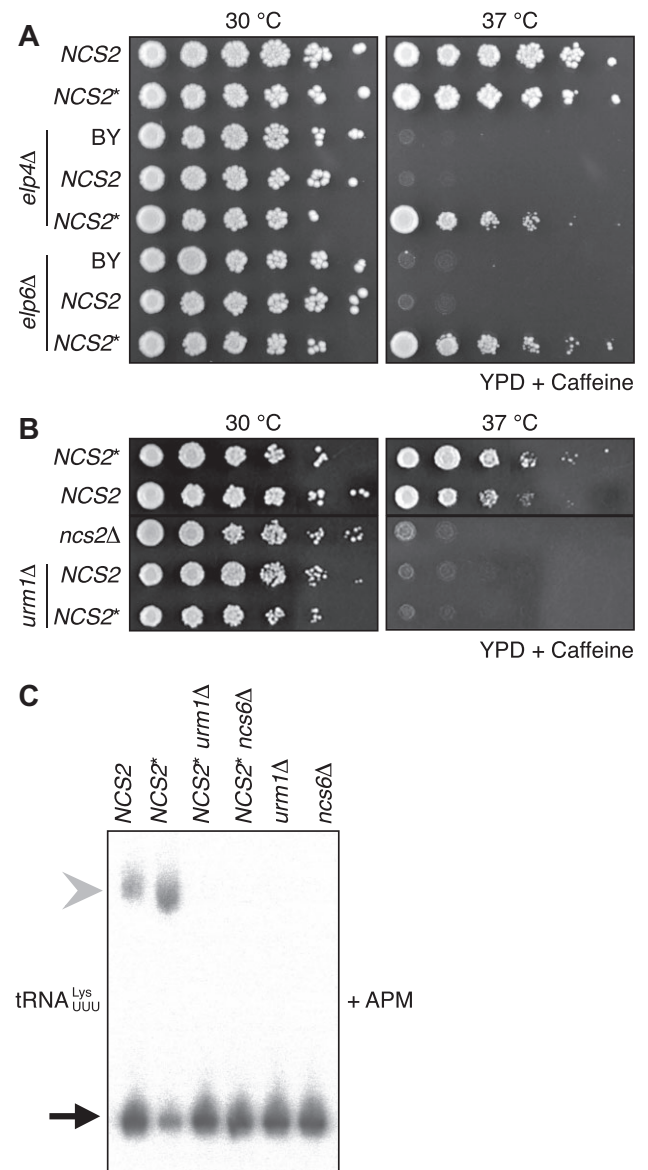 A
30 °C 37 °C
NCS2
NCS2*
elp4Δ
BY
NCS2
NCS2*
elp6Δ
BY
NCS2
NCS2*
YPD + Caffeine
B
30 °C 37 °C
NCS2*
NCS2
ncs2Δ
urm1Δ
NCS2
NCS2*
YPD + Caffeine
C
NCS2
NCS2*
NCS2* urm1Δ
NCS2* ncs6Δ
urm1Δ
ncs6Δ
tRNA Lys UUU
+ APM